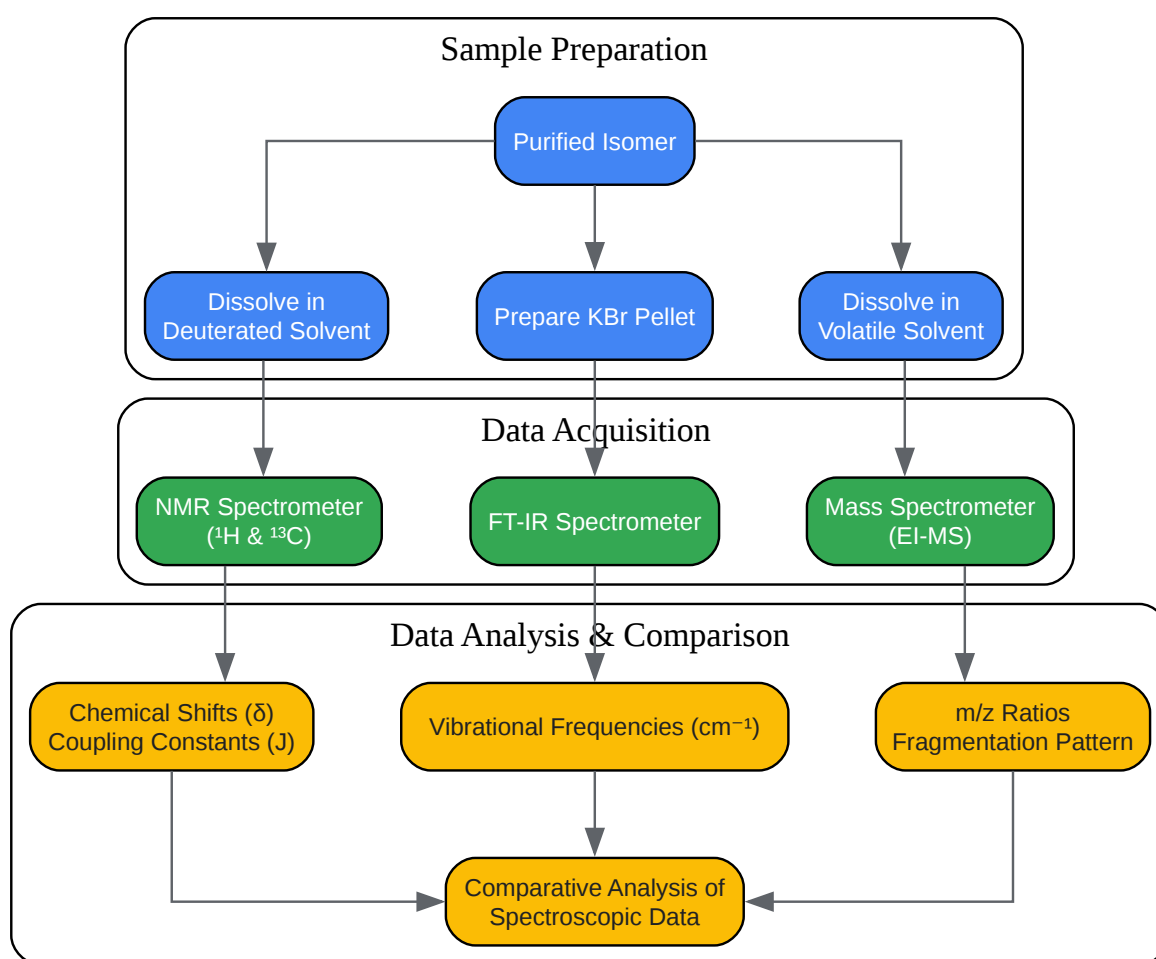 Sample Preparation
Purified Isomer
Dissolve in
Deuterated Solvent
Prepare KBr Pellet
Dissolve in
Volatile Solvent
Data Acquisition
NMR Spectrometer
(¹H & ¹³C)
FT-IR Spectrometer
Mass Spectrometer
(EI-MS)
Data Analysis & Comparison
Chemical Shifts (δ)
Coupling Constants (J)
Vibrational Frequencies (cm⁻¹)
m/z Ratios
Fragmentation Pattern
Comparative Analysis of
Spectroscopic Data